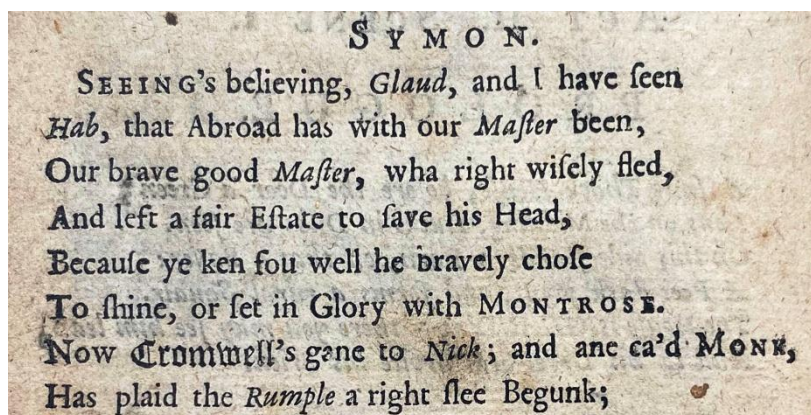 SYMON.
SEEING's believing, Glaud, and I have ſeen
Hab, that Abroad has with our Maſter been,
Our brave good Maſter, wha right wiſely fled,
And left a fair Eſtate to ſave his Head,
Becauſe ye ken fou well he bravely choſe
To ſhine, or ſet in Glory with MONTROSE.
Now Cromwell's gane to Nick; and ane ca'd MONK,
Has plaid the Rumple a right ſlee Begunk;